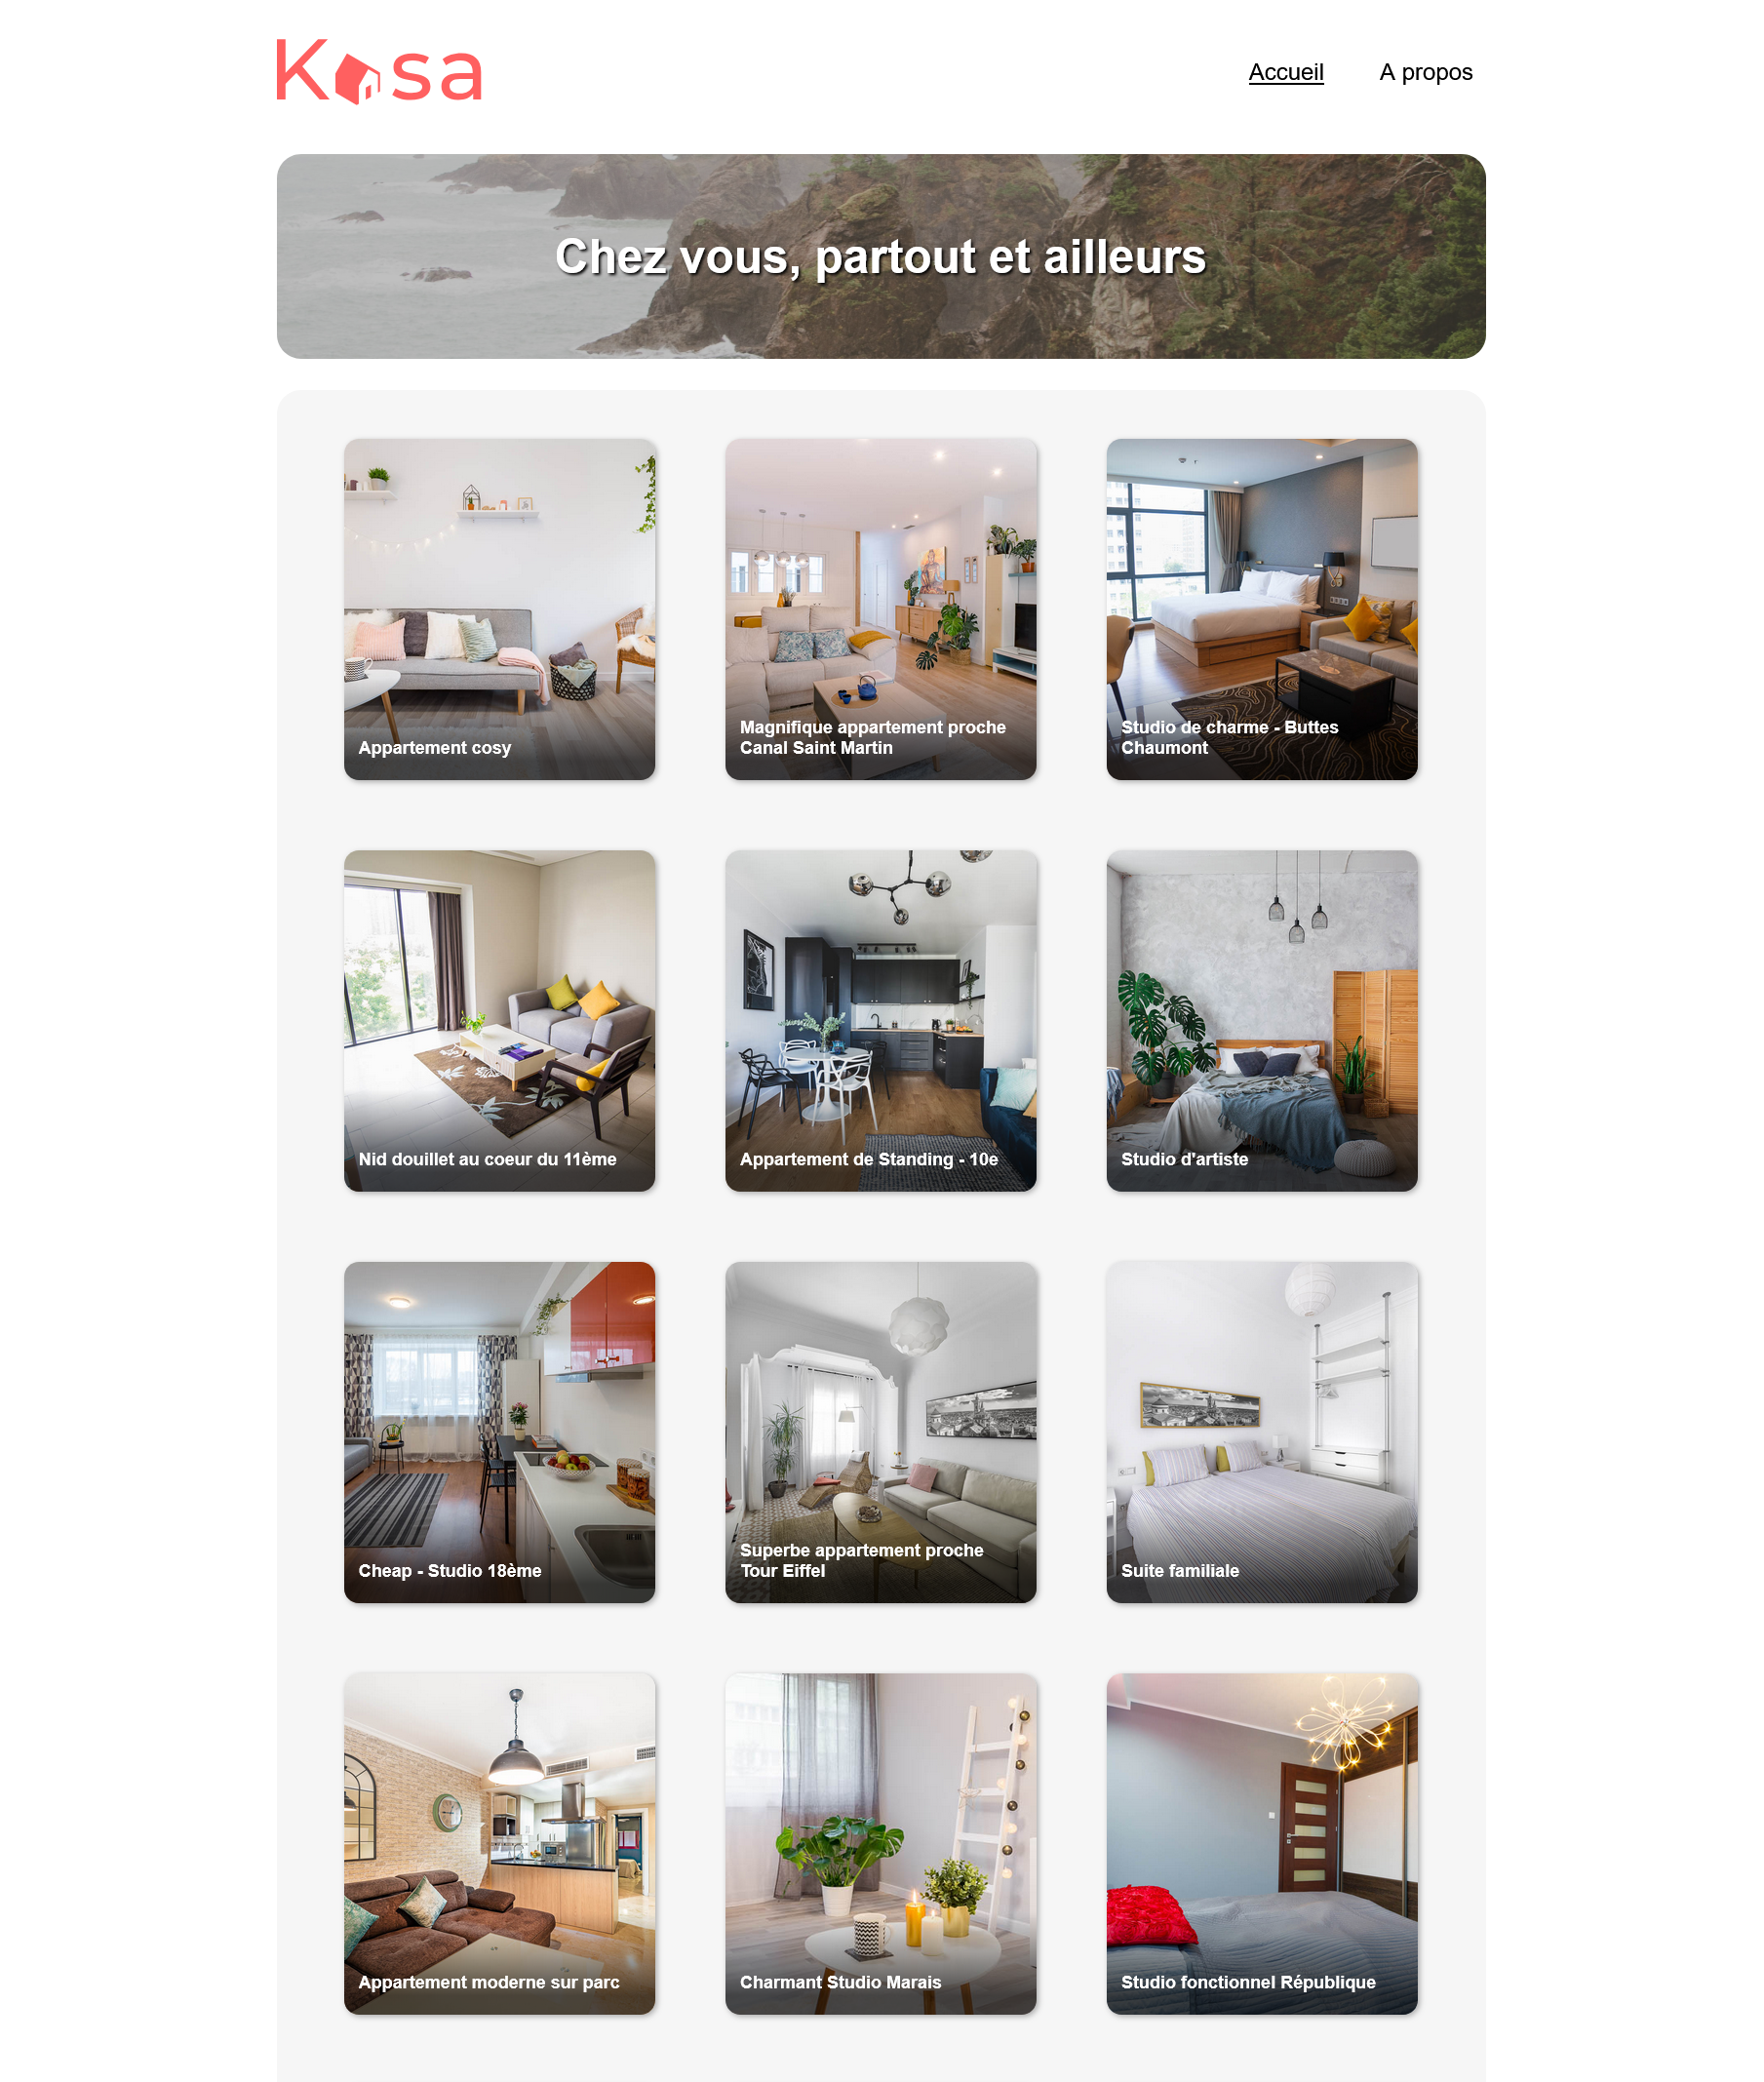 Kasa
Accueil
A propos
Chez vous, partout et ailleurs
Appartement cosy
Magnifique appartement proche
Canal Saint Martin
Studio de charme - Buttes
Chaumont
Nid douillet au coeur du 11ème
Appartement de Standing - 10e
Studio d'artiste
Cheap - Studio 18ème
Superbe appartement proche
Tour Eiffel
Suite familiale
Appartement moderne sur parc
Charmant Studio Marais
Studio fonctionnel République